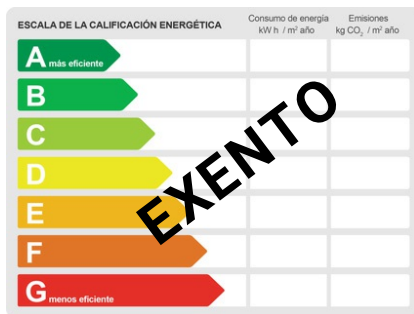 ESCALA DE LA CALIFICACIÓN ENERGÉTICA
Consumo de energía
kW h / m² año
Emisiones
kg CO₂ / m² año
A más eficiente
B
C
D
E
F
G menos eficiente
EXENTO